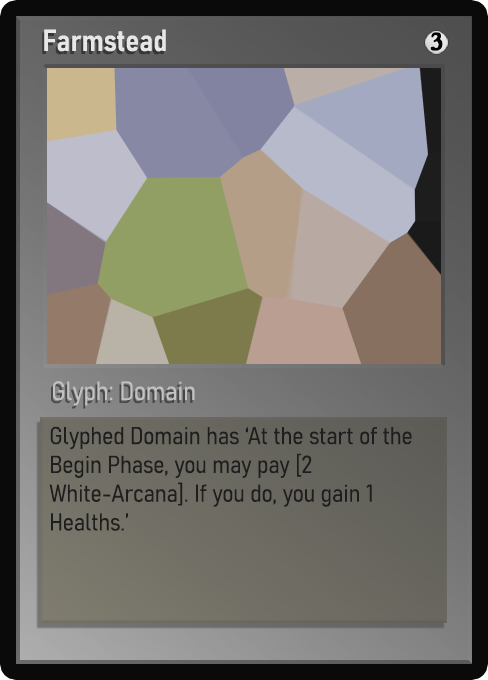 Farmstead
3
Glyph: Domain
Glyphed Domain has ‘At the start of the
Begin Phase, you may pay [2
White-Arcana]. If you do, you gain 1
Healths.’